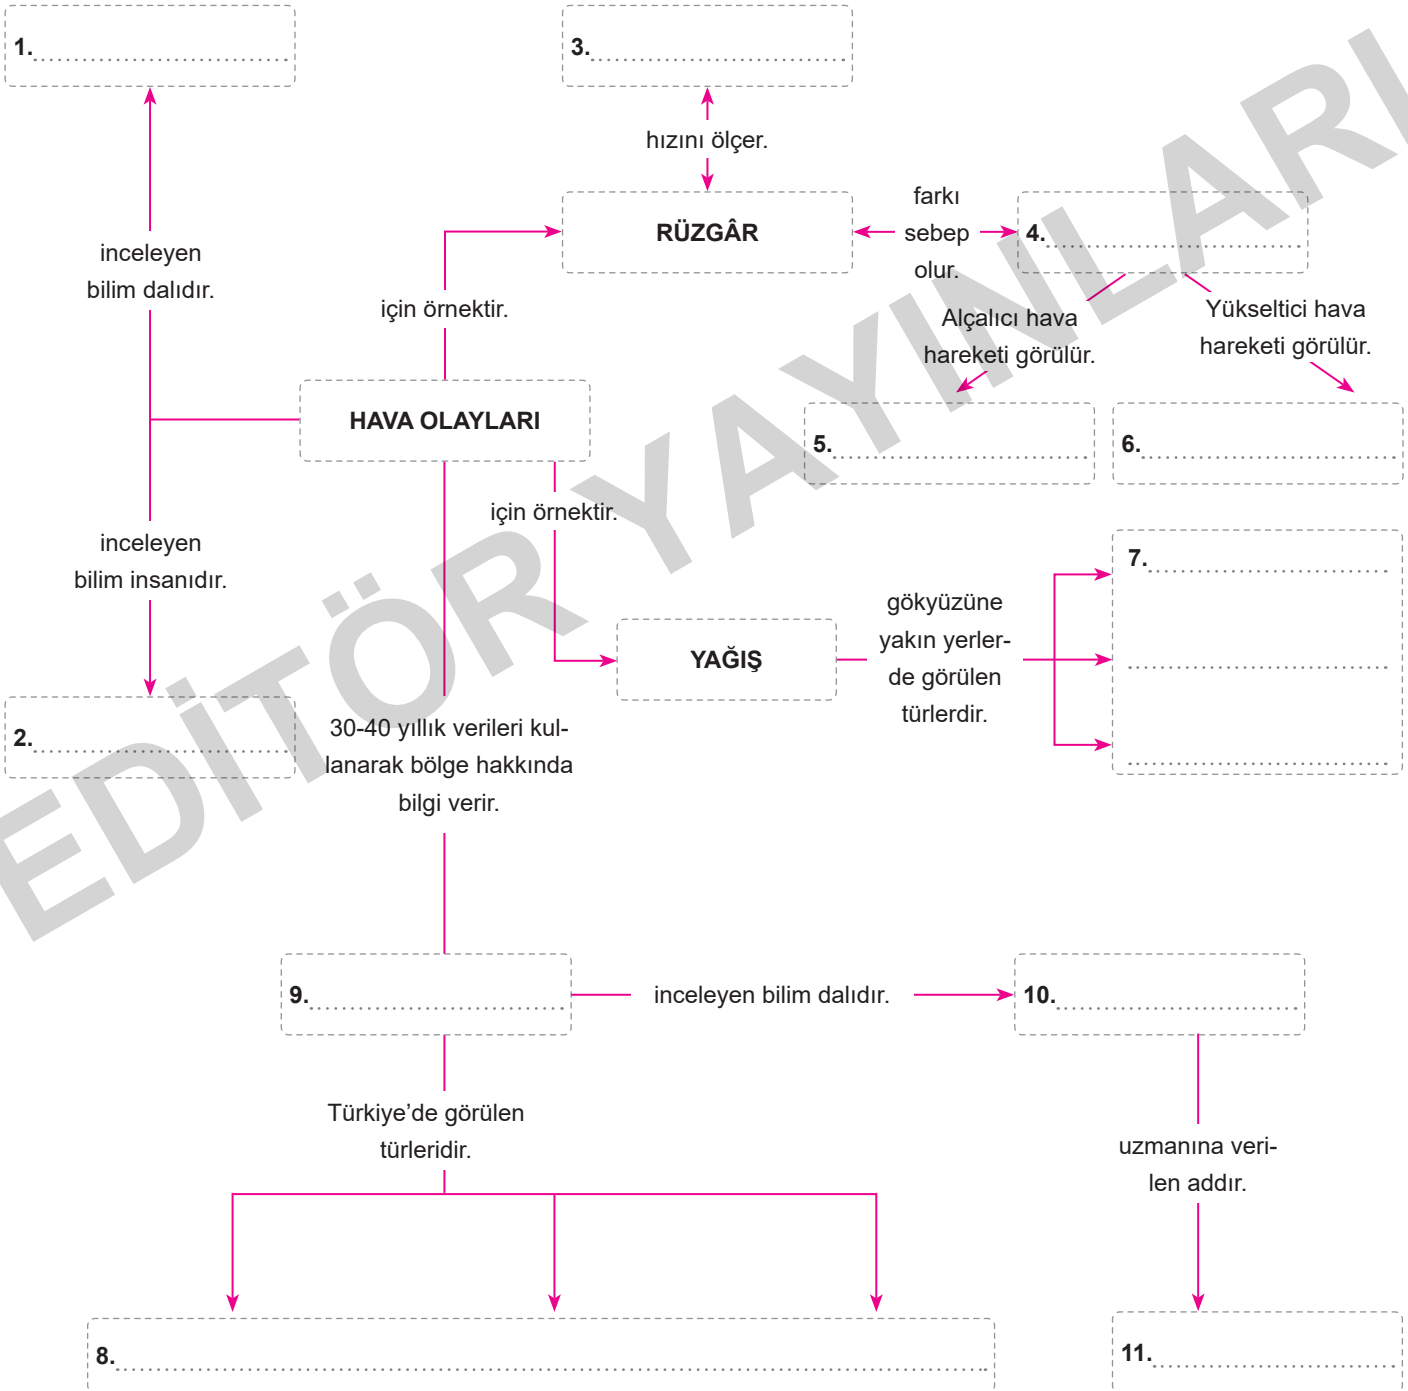 1.
3.
hızını ölçer.
RÜZGÂR
farkı
sebep
olur.
4.
inceleyen
bilim dalıdır.
için örnektir.
Alçalıcı hava
hareketi görülür.
Yükseltici hava
hareketi görülür.
HAVA OLAYLARI
5.
6.
için örnektir.
inceleyen
bilim insanıdır.
7.
gökyüzüne
yakın yerler-
de görülen
türlerdir.
YAĞIŞ
2.
30-40 yıllık verileri kul-
lanarak bölge hakkında
bilgi verir.
9.
inceleyen bilim dalıdır.
10.
Türkiye’de görülen
türleridir.
uzmanına veri-
len addır.
8.
11.
EDİTÖR YAYINLARI